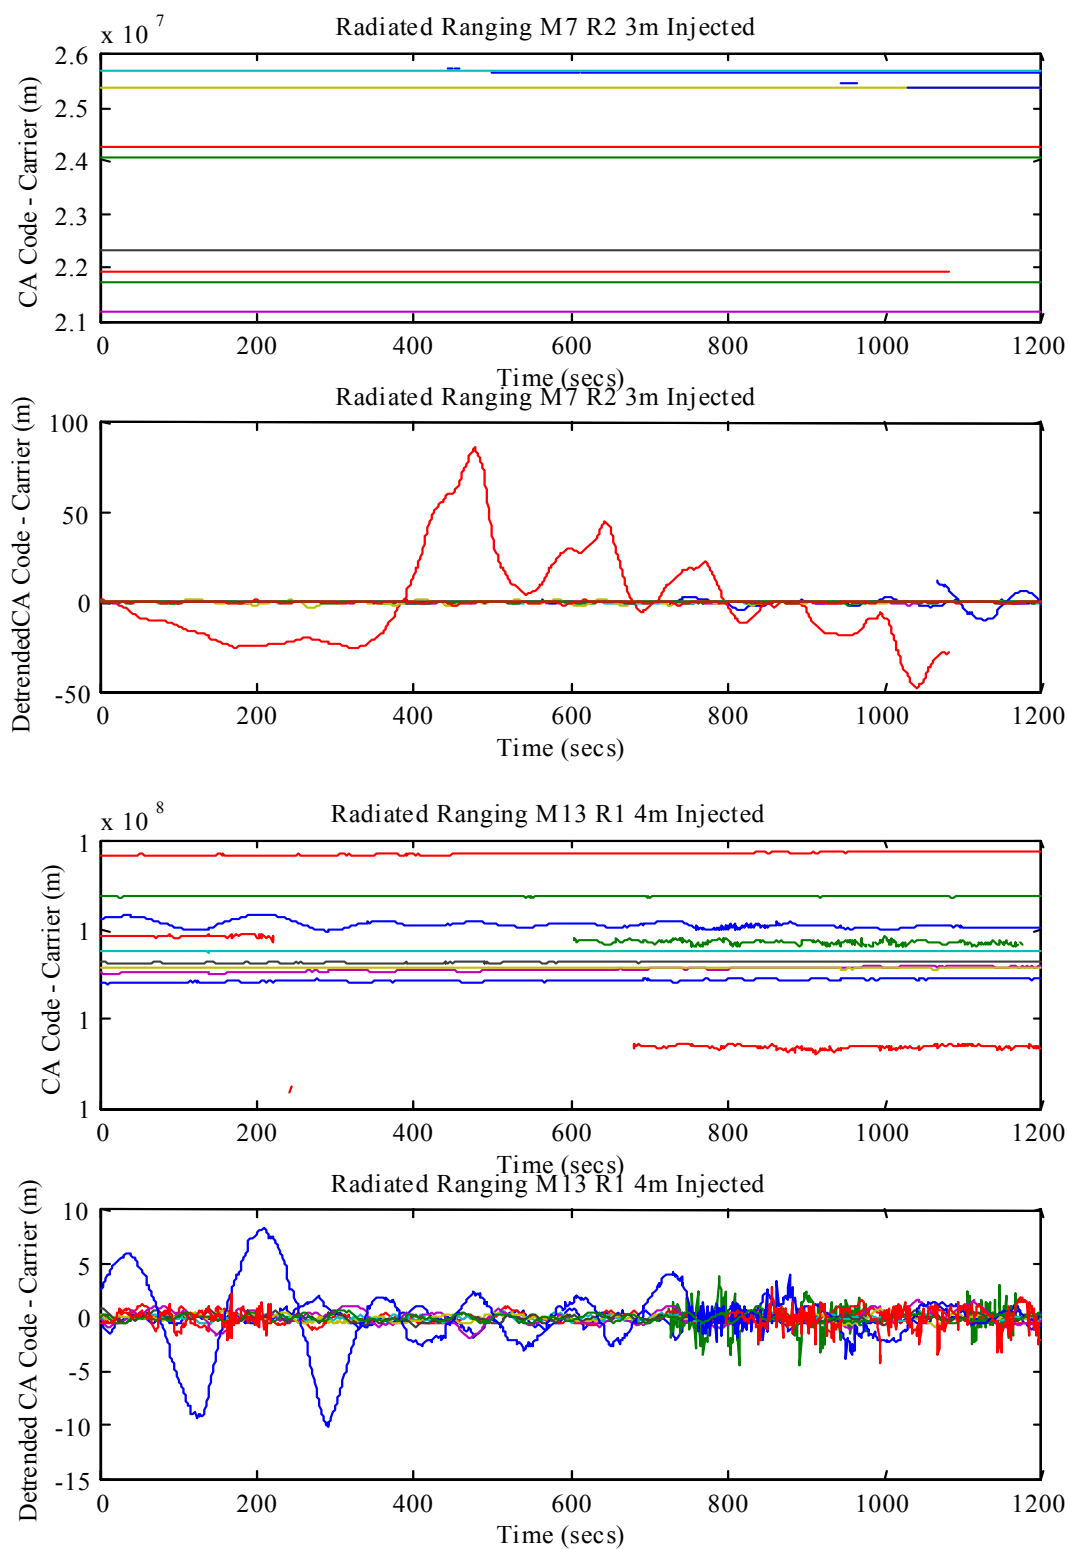 Radiated Ranging M7 R2 3m Injected
x 10 7
CA Code - Carrier (m)
2.6
2.5
2.4
2.3
2.2
2.1
0 200 400 600 800 1000 1200
Time (secs)
Radiated Ranging M7 R2 3m Injected
DetrendedCA Code - Carrier (m)
100
50
0
-50
0 200 400 600 800 1000 1200
Time (secs)
Radiated Ranging M13 R1 4m Injected
x 10 8
CA Code - Carrier (m)
1
1
1
1
0 200 400 600 800 1000 1200
Time (secs)
Radiated Ranging M13 R1 4m Injected
Detrended CA Code - Carrier (m)
10
5
0
-5
-10
-15
0 200 400 600 800 1000 1200
Time (secs)